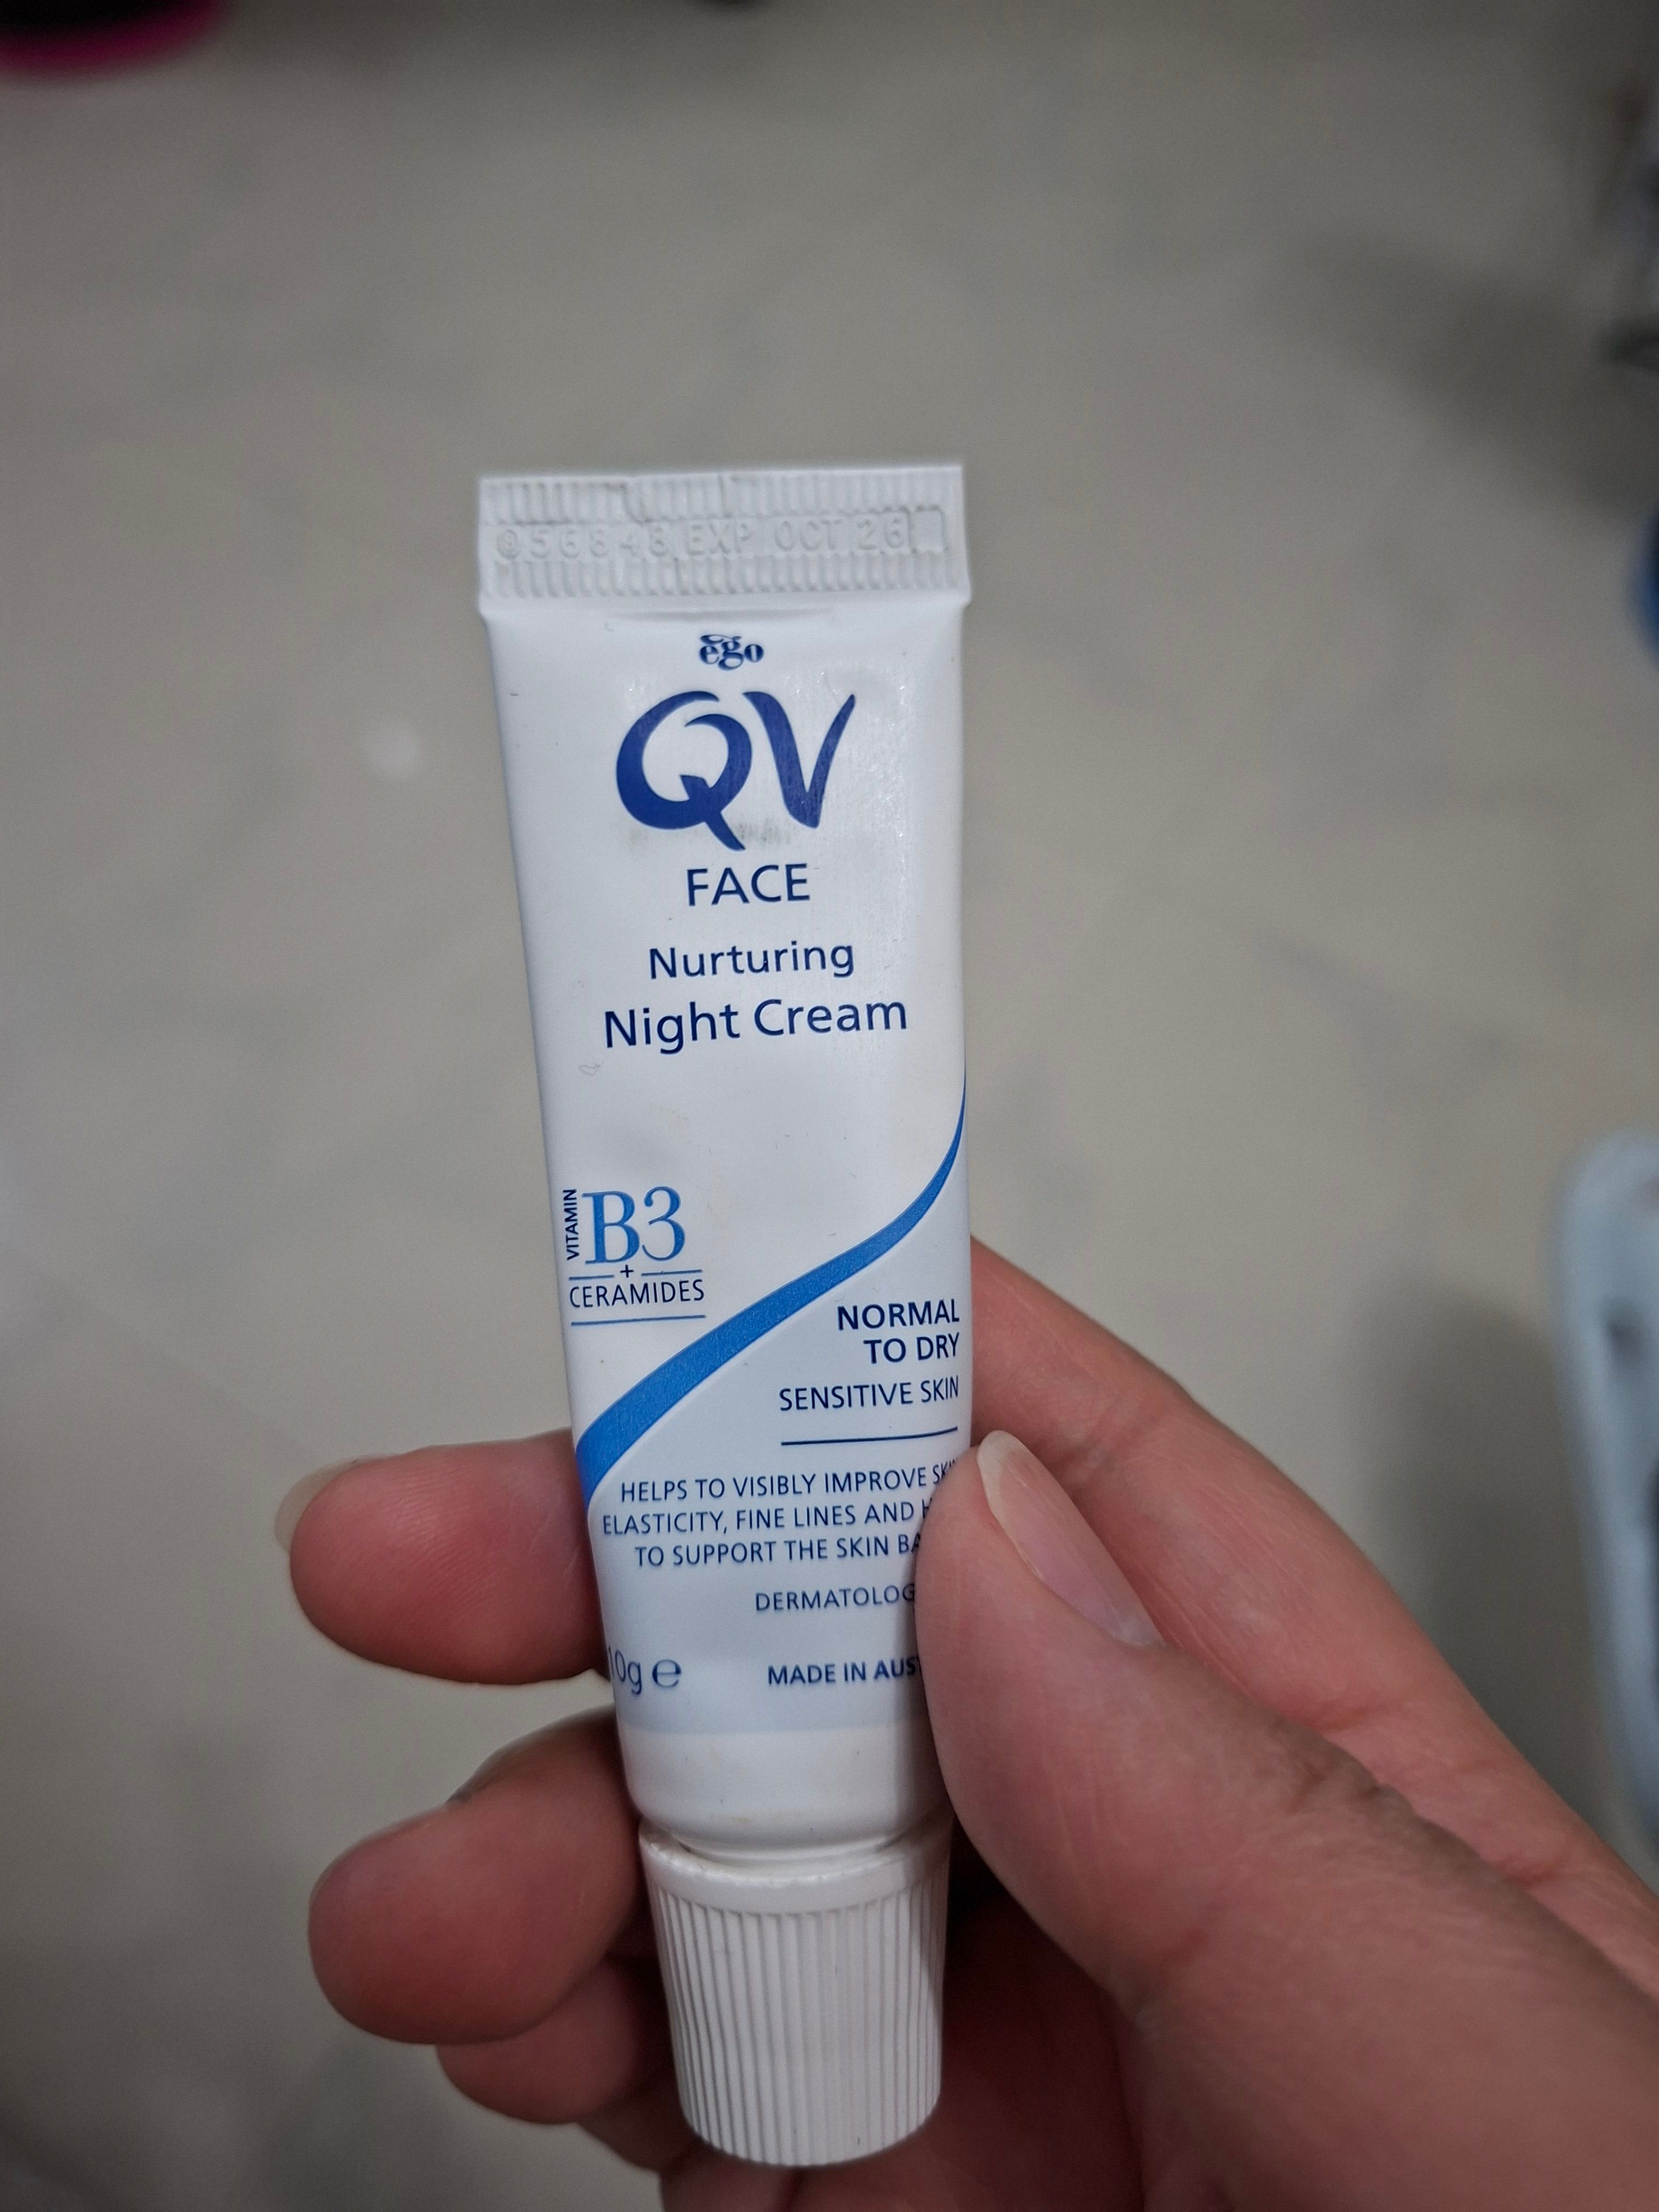 056848 EXP OCT 26
ego
QV
FACE
Nurturing
Night Cream
VITAMIN
B3
+
CERAMIDES
NORMAL
TO DRY
SENSITIVE SKIN
HELPS TO VISIBLY IMPROVE
ELASTICITY, FINE LINES AND
TO SUPPORT THE SKIN
10g ℮
MADE IN